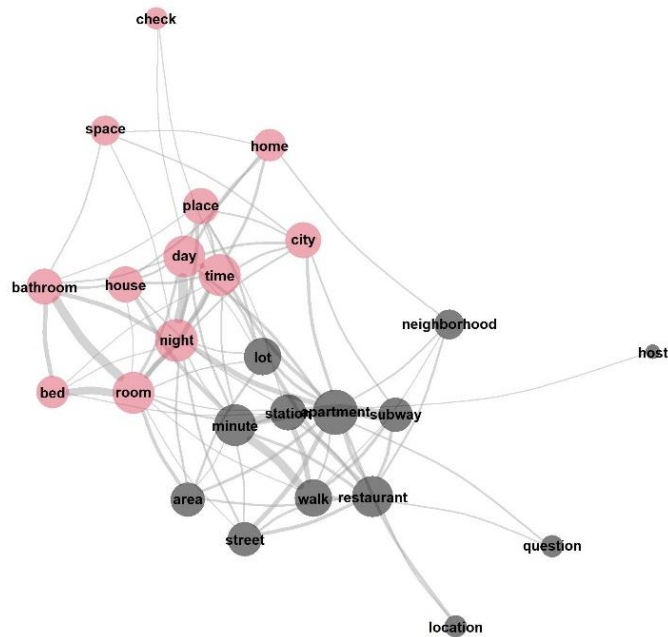 check
space
home
place
city
day
time
bathroom
house
neighborhood
night
host
lot
bed
room
station
apartment
subway
minute
area
walk
restaurant
street
question
location